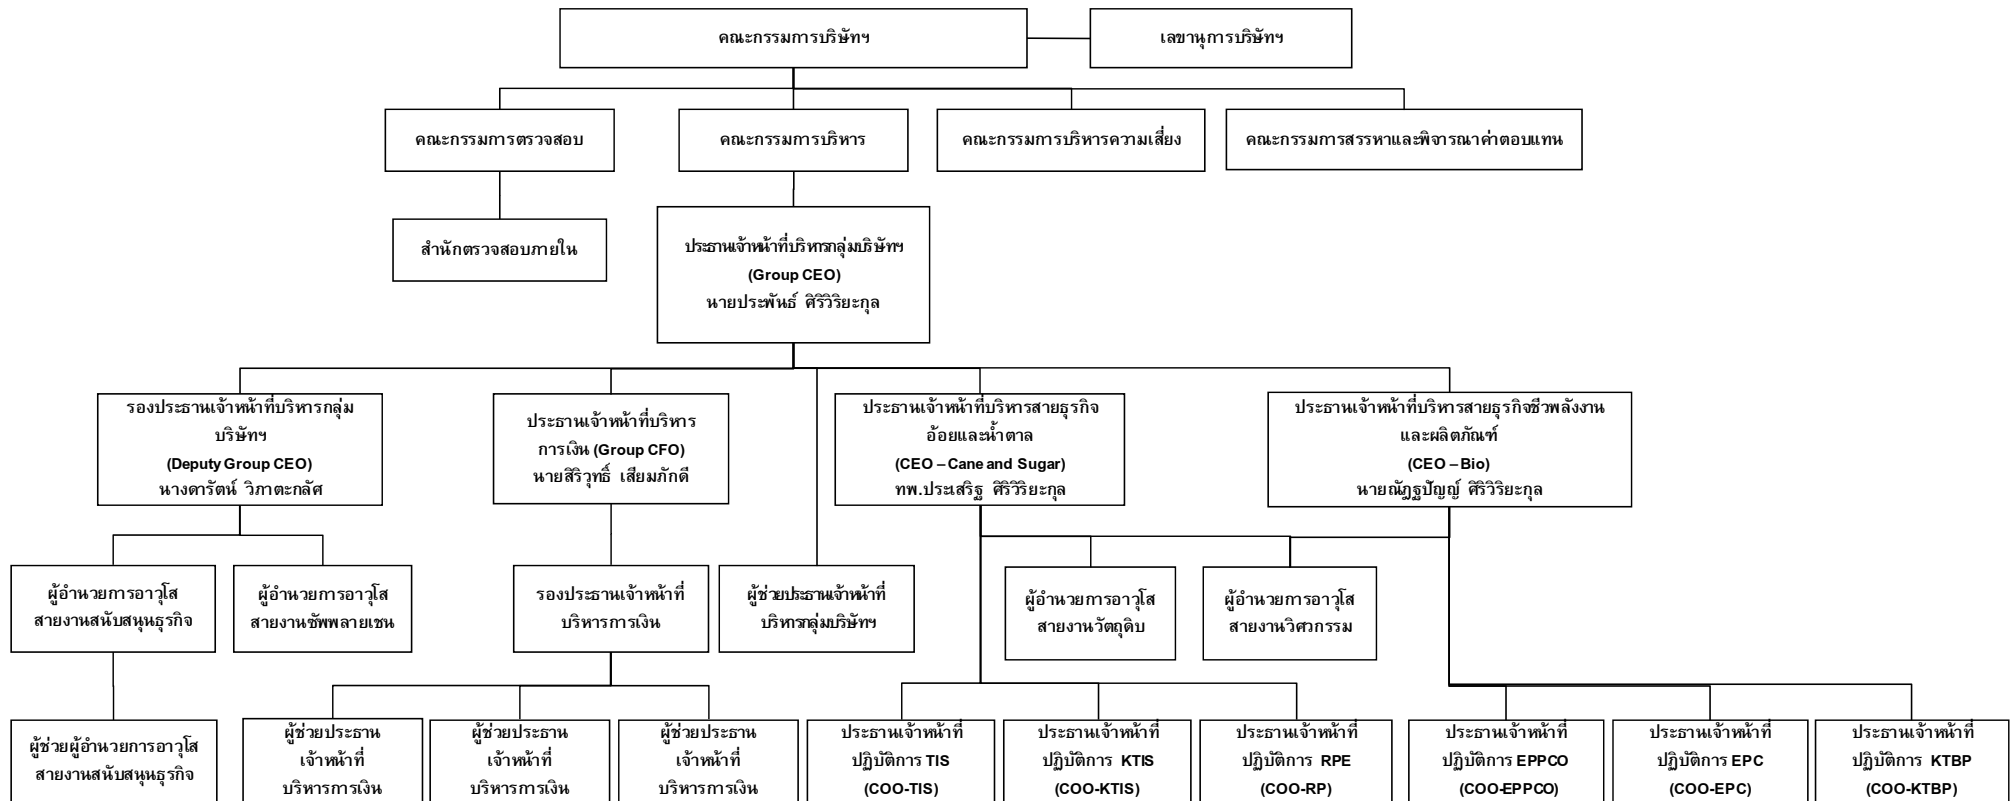 คณะกรรมการบริษัทฯ
เลขานุการบริษัทฯ
คณะกรรมการตรวจสอบ
คณะกรรมการบริหาร
คณะกรรมการบริหารความเสี่ยง
คณะกรรมการสรรหาและพิจารณาค่าตอบแทน
สำนักตรวจสอบภายใน
ประธานเจ้าหน้าที่บริหารกลุ่มบริษัทฯ
(Group CEO)
นายประพันธ์ ศิริวิริยะกุล
รองประธานเจ้าหน้าที่บริหารกลุ่ม
บริษัทฯ
(Deputy Group CEO)
นางดารัตน์ วิภาตะกลัศ
ประธานเจ้าหน้าที่บริหาร
การเงิน (Group CFO)
นายสิริวุทธิ์ เสียมภักดี
ประธานเจ้าหน้าที่บริหารสายธุรกิจ
อ้อยและน้ำตาล
(CEO – Cane and Sugar)
ทพ.ประเสริฐ ศิริวิริยะกุล
ประธานเจ้าหน้าที่บริหารสายธุรกิจชีวพลังงาน
และผลิตภัณฑ์
(CEO – Bio)
นายณัฎฐปัญญ์ ศิริวิริยะกุล
ผู้อำนวยการอาวุโส
สายงานสนับสนุนธุรกิจ
ผู้อำนวยการอาวุโส
สายงานซัพพลายเชน
รองประธานเจ้าหน้าที่
บริหารการเงิน
ผู้ช่วยประธานเจ้าหน้าที่
บริหารกลุ่มบริษัทฯ
ผู้อำนวยการอาวุโส
สายงานวัตถุดิบ
ผู้อำนวยการอาวุโส
สายงานวิศวกรรม
ผู้ช่วยผู้อำนวยการอาวุโส
สายงานสนับสนุนธุรกิจ
ผู้ช่วยประธาน
เจ้าหน้าที่
บริหารการเงิน
ผู้ช่วยประธาน
เจ้าหน้าที่
บริหารการเงิน
ผู้ช่วยประธาน
เจ้าหน้าที่
บริหารการเงิน
ประธานเจ้าหน้าที่
ปฏิบัติการ TIS
(COO-TIS)
ประธานเจ้าหน้าที่
ปฏิบัติการ KTIS
(COO-KTIS)
ประธานเจ้าหน้าที่
ปฏิบัติการ RPE
(COO-RP)
ประธานเจ้าหน้าที่
ปฏิบัติการ EPPCO
(COO-EPPCO)
ประธานเจ้าหน้าที่
ปฏิบัติการ EPC
(COO-EPC)
ประธานเจ้าหน้าที่
ปฏิบัติการ KTBP
(COO-KTBP)